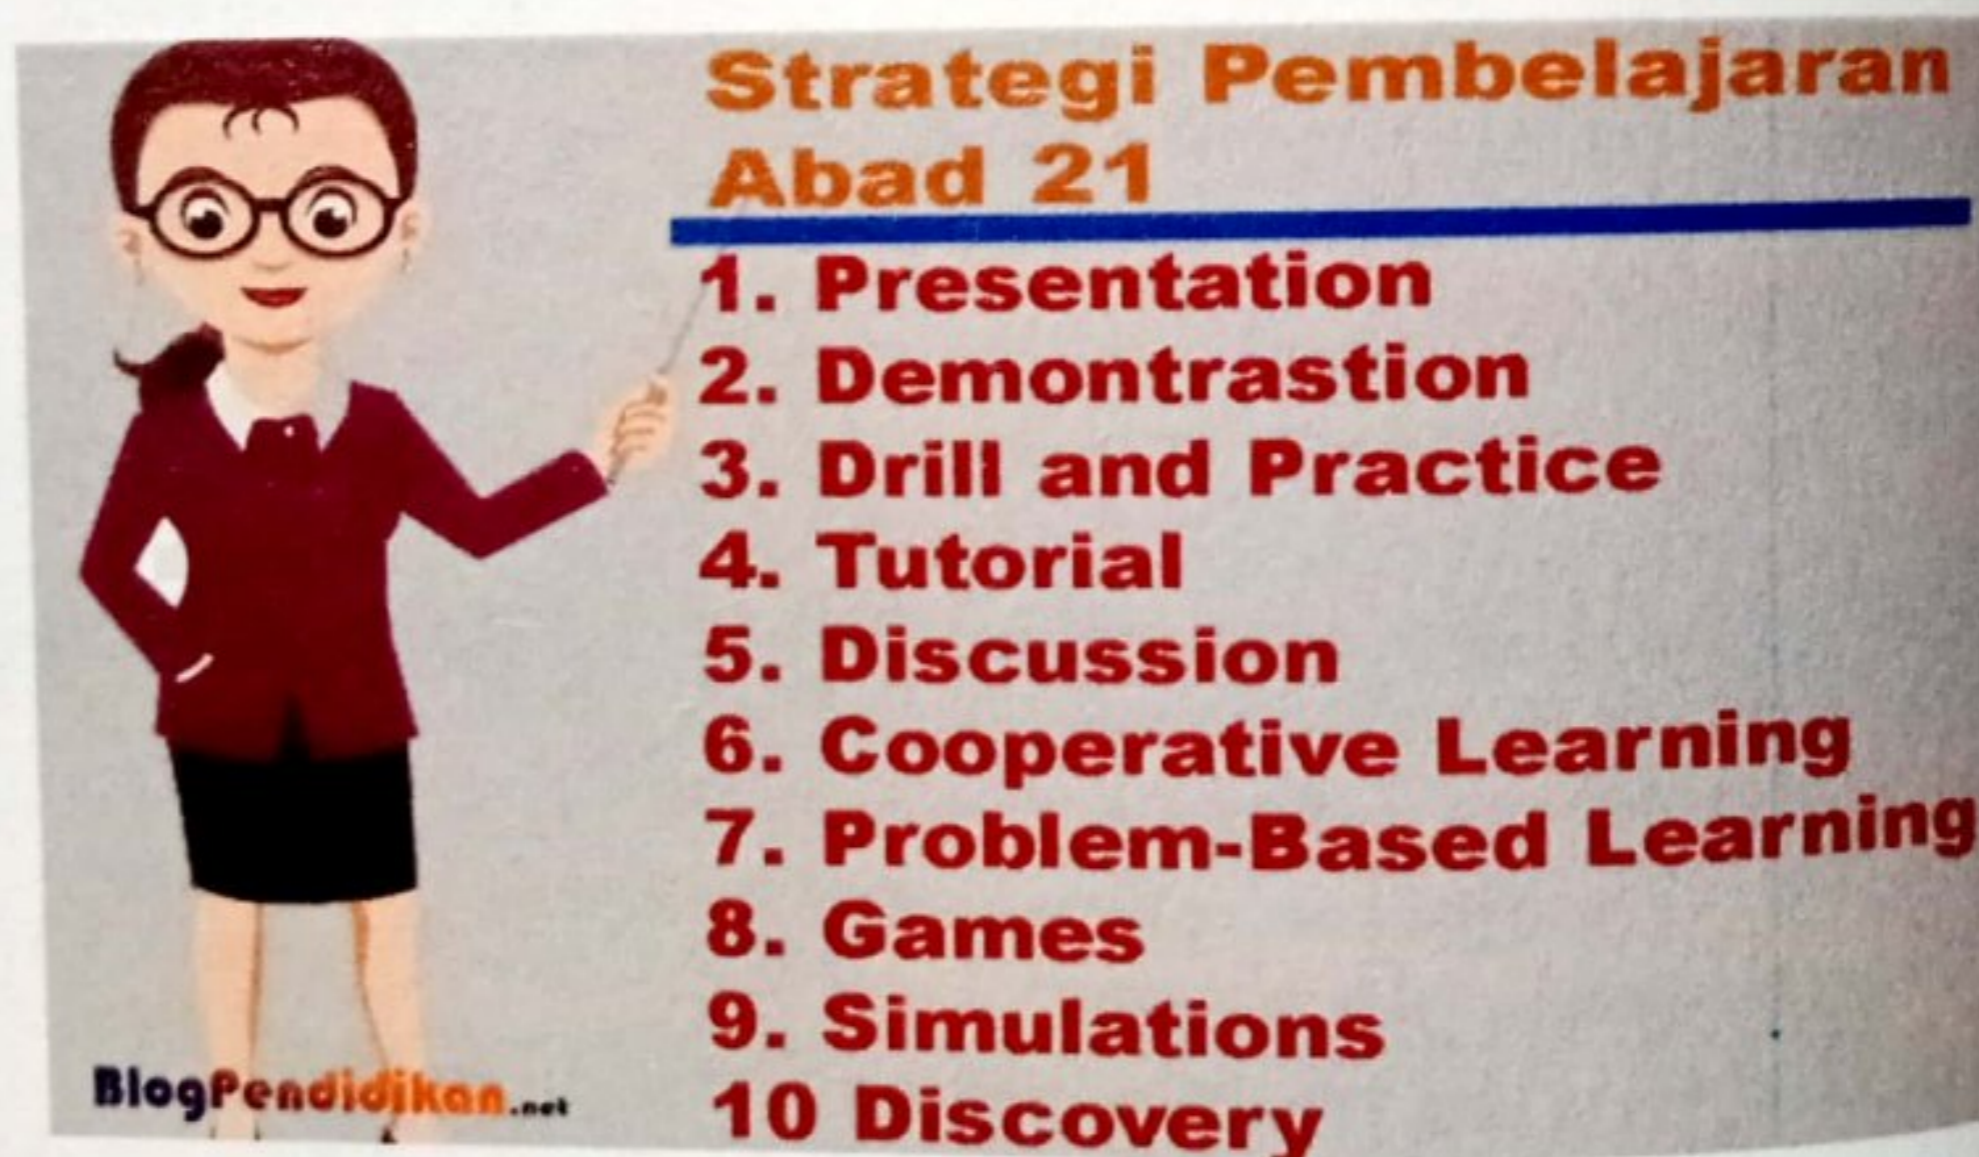 Strategi Pembelajaran
Abad 21
1. Presentation
2. Demontrastion
3. Drill and Practice
4. Tutorial
5. Discussion
6. Cooperative Learning
7. Problem-Based Learning
8. Games
9. Simulations
10 Discovery
BlogPendidikan.net